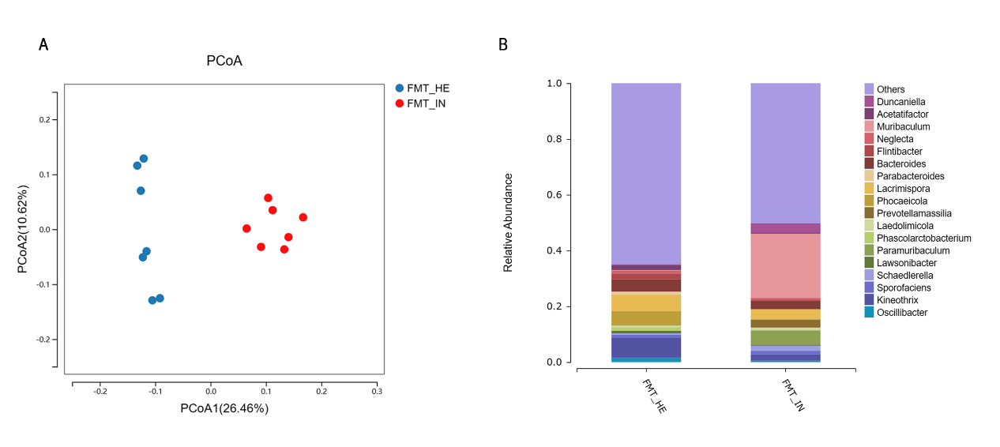 A
PCoA
FMT_HE
FMT_IN
0.2
0.1
0.0
-0.1
-0.2
PCoA2(10.62%)
-0.2
-0.1
0.0
0.1
0.2
0.3
PCoA1(26.46%)
B
1.0
0.8
0.6
0.4
0.2
0.0
Relative Abundance
FMT_HE
FMT_IN
Others
Duncaniella
Acetatifactor
Muribaculum
Neglecta
Flintibacter
Bacteroides
Parabacteroides
Lacrimispora
Phocaeicola
Prevotellamassilia
Laedolimicola
Phascolarctobacterium
Paramuribaculum
Lawsonibacter
Schaedlerella
Sporofaciens
Kineothrix
Oscillibacter